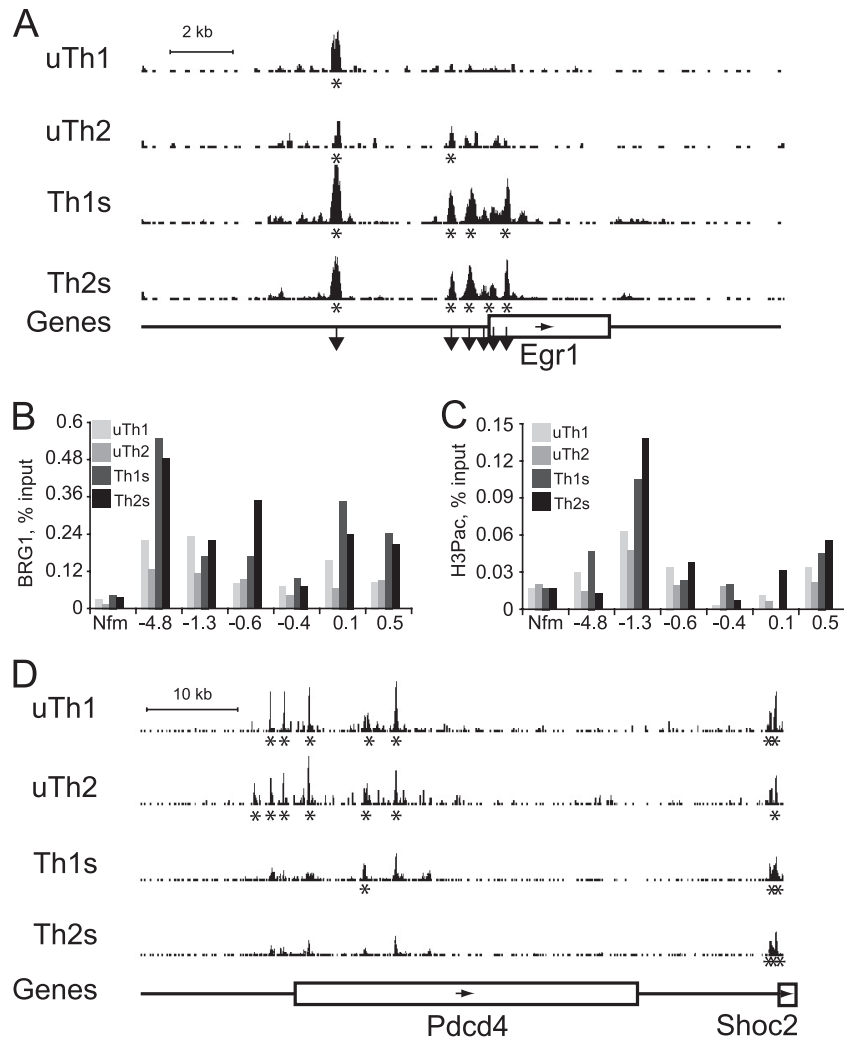 A
2 kb
uTh1
*
uTh2
* *
Th1s
* * * *
Th2s
* * * * *
Genes
Egr1
B
BRG1, % input
0.6
0.48
0.36
0.24
0.12
0
uTh1
uTh2
Th1s
Th2s
Nfm -4.8 -1.3 -0.6 -0.4 0.1 0.5
C
H3Pac, % input
0.15
0.12
0.09
0.06
0.03
0
uTh1
uTh2
Th1s
Th2s
Nfm -4.8 -1.3 -0.6 -0.4 0.1 0.5
D
10 kb
uTh1
* * * * * **
uTh2
* * * * * * *
Th1s
* **
Th2s
***
Genes
Pdcd4
Shoc2